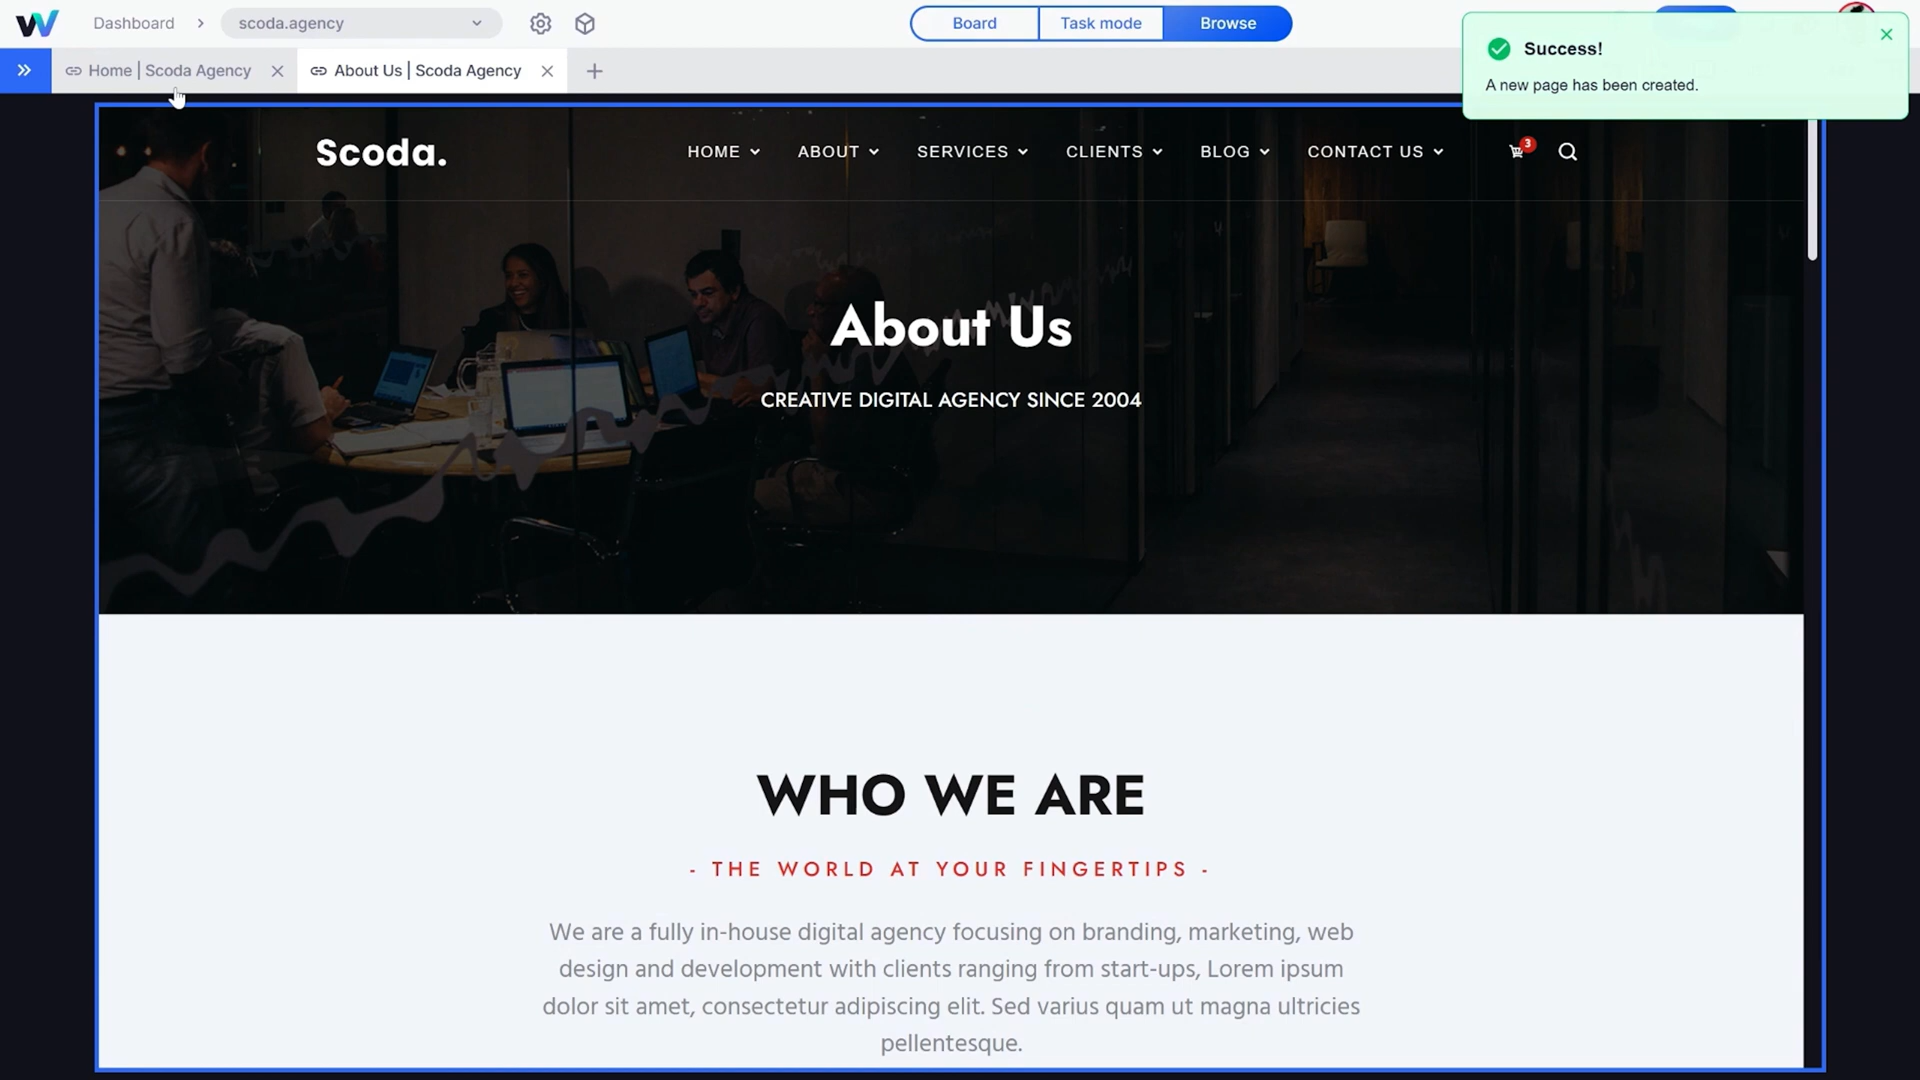 Dashboard
scoda.agency
Board
Task mode
Browse
Success!
A new page has been created.
Home | Scoda Agency
About Us | Scoda Agency
Scoda.
HOME
ABOUT
SERVICES
CLIENTS
BLOG
CONTACT US
3
About Us
CREATIVE DIGITAL AGENCY SINCE 2004
WHO WE ARE
- THE WORLD AT YOUR FINGERTIPS -
We are a fully in-house digital agency focusing on branding, marketing, web
design and development with clients ranging from start-ups, Lorem ipsum
dolor sit amet, consectetur adipiscing elit. Sed varius quam ut magna ultricies
pellentesque.